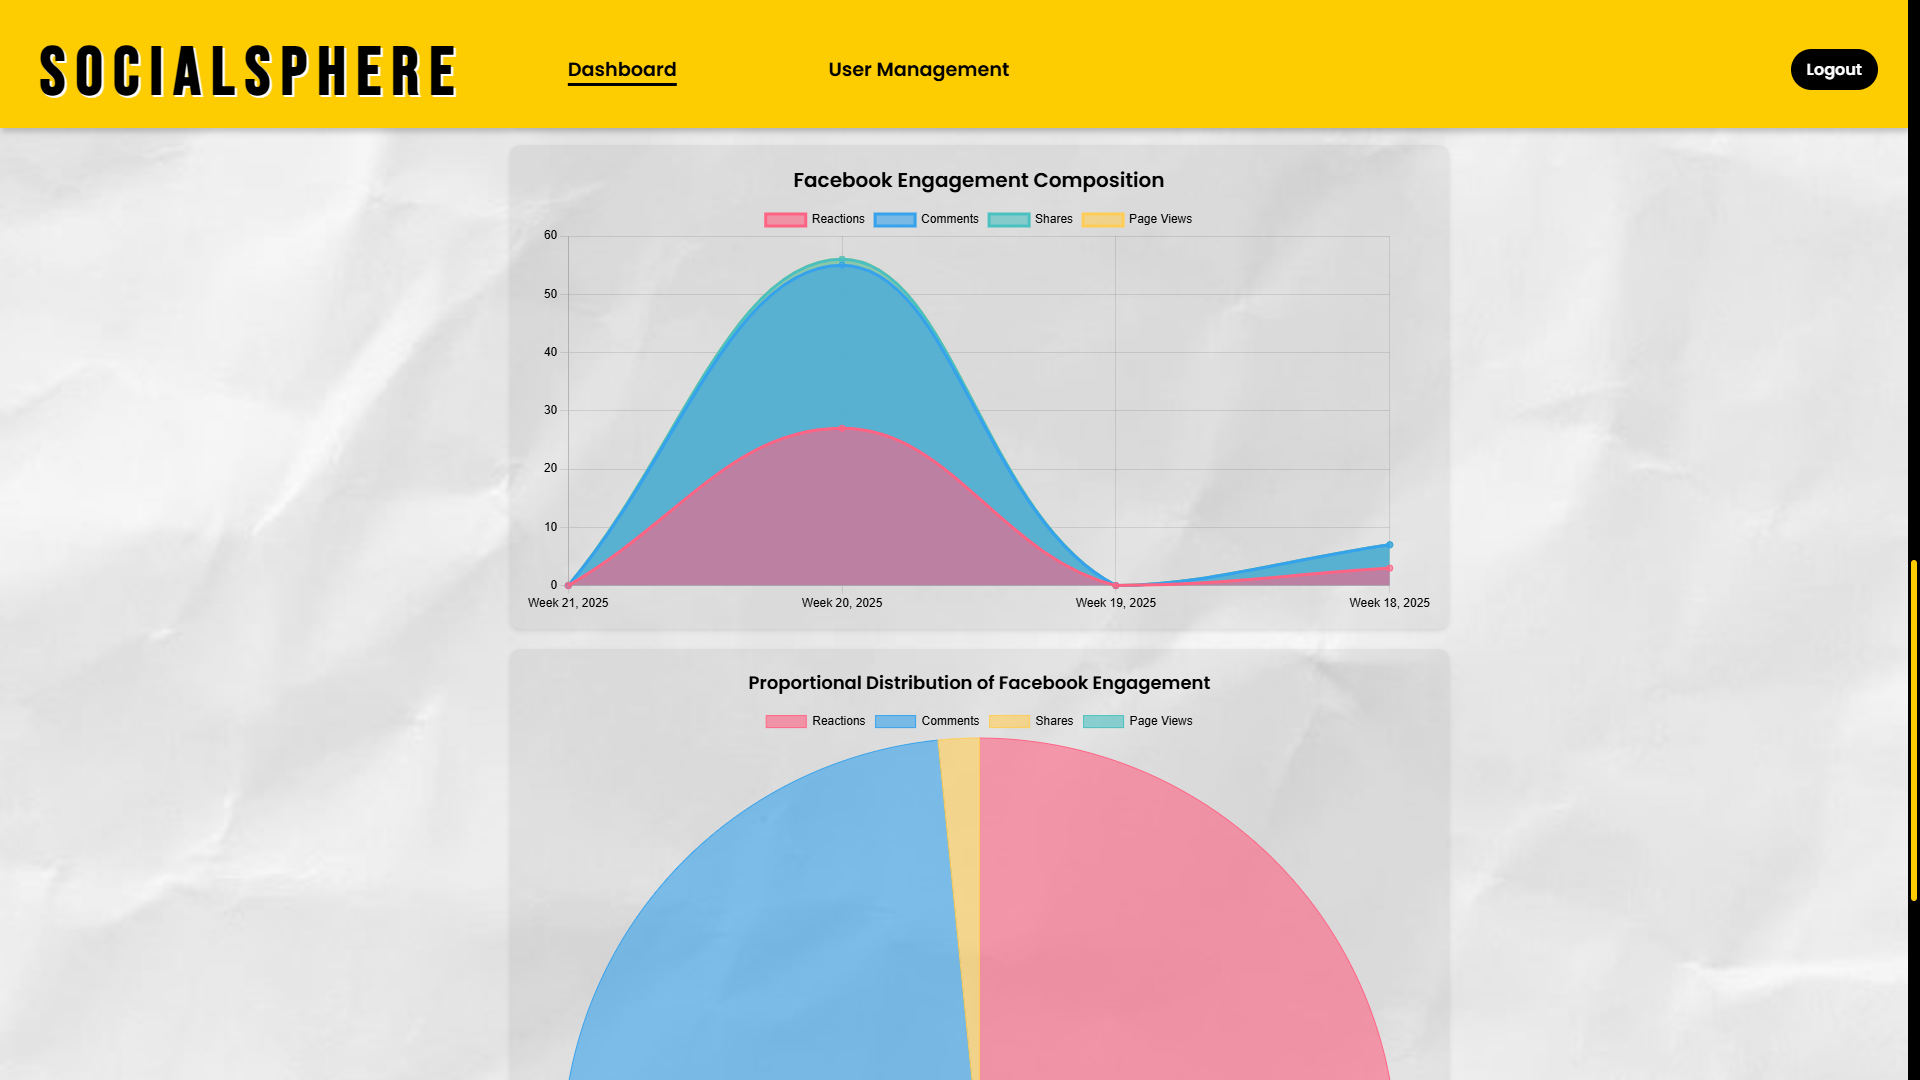 SOCIALSPHERE
Dashboard
User Management
Logout
Facebook Engagement Composition
Reactions Comments Shares Page Views
60
50
40
30
20
10
0
Week 21, 2025 Week 20, 2025 Week 19, 2025 Week 18, 2025
Proportional Distribution of Facebook Engagement
Reactions Comments Shares Page Views